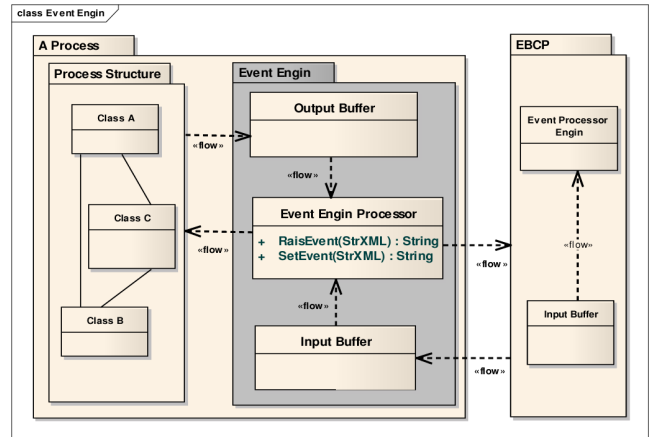 class Event Engin
A Process
EBCP
Process Structure
Event Engin
Class A
Output Buffer
Event Processor
Engin
«flow»
«flow»
Class C
Event Engin Processor
+ RaisEvent(StrXML) : String
+ SetEvent(StrXML) : String
«flow»
«flow»
«flow»
«flow»
Class B
Input Buffer
Input Buffer
«flow»